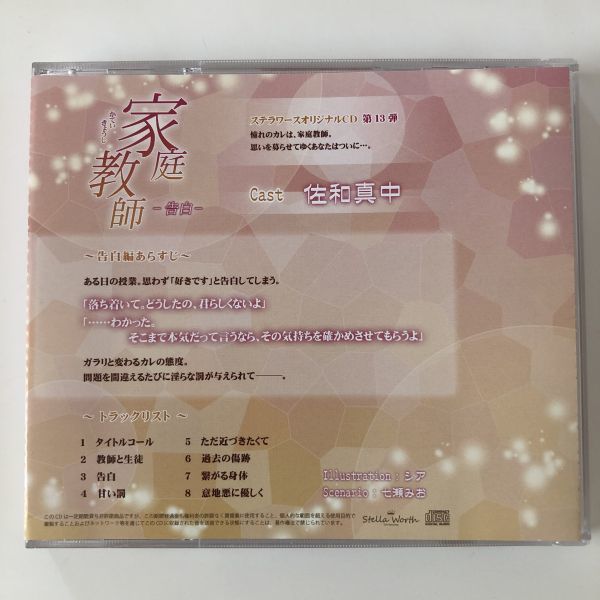 家庭教師
かていきょうし
－告白－
ステラワースオリジナルCD 第13弾
憧れのカレは、家庭教師。
思いを募らせてゆくあなたはついに…。
Cast 佐和真中
～告白編あらすじ～
ある日の授業。思わず「好きです」と告白してしまう。
「落ち着いて。どうしたの、君らしくないよ」
「……わかった。
そこまで本気だって言うなら、その気持ちを確かめさせてもらうよ」
ガラリと変わるカレの態度。
問題を間違えるたびに淫らな罰が与えられて―――。
～ トラックリスト ～
1 タイトルコール
2 教師と生徒
3 告白
4 甘い罰
5 ただ近づきたくて
6 過去の傷跡
7 繋がる身体
8 意地悪に優しく
Illustration：シア
Scenario：七瀬みお
Stella Worth
COMPACT
disc
DIGITAL AUDIO